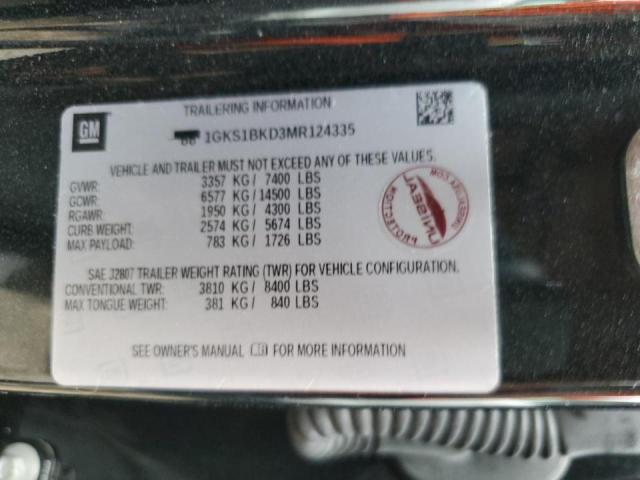 TRAILERING INFORMATION
GM
1GKS1BKD3MR124335
VEHICLE AND TRAILER MUST NOT EXCEED ANY OF THESE VALUES.
GVWR: 3357 KG/ 7400 LBS
GCWR: 6577 KG/ 14500 LBS
RGAWR: 1950 KG/ 4300 LBS
CURB WEIGHT: 2574 KG/ 5674 LBS
MAX PAYLOAD: 783 KG/ 1726 LBS
UNISEAL
PROTECTION
SAE J2807 TRAILER WEIGHT RATING (TWR) FOR VEHICLE CONFIGURATION.
CONVENTIONAL TWR: 3810 KG/ 8400 LBS
MAX TONGUE WEIGHT: 381 KG/ 840 LBS
SEE OWNER'S MANUAL FOR MORE INFORMATION